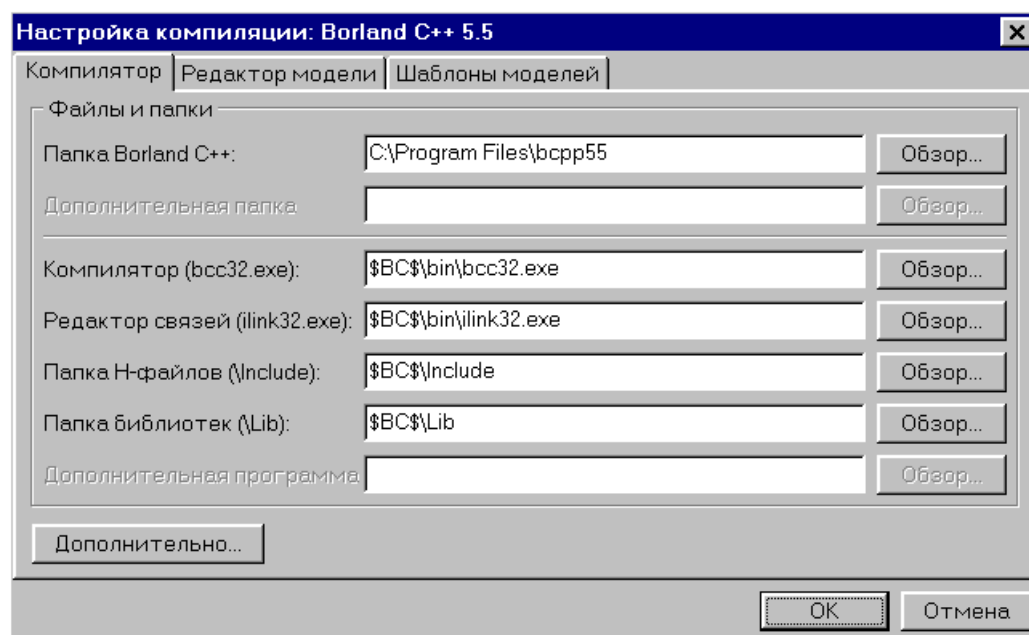 Настройка компиляции: Borland C++ 5.5
Компилятор Редактор модели Шаблоны моделей
Файлы и папки
Папка Borland C++: C:\Program Files\bcpp55 Обзор...
Дополнительная папка Обзор...
Компилятор (bcc32.exe): $BC$\bin\bcc32.exe Обзор...
Редактор связей (ilink32.exe): $BC$\bin\ilink32.exe Обзор...
Папка H-файлов (\Include): $BC$\Include Обзор...
Папка библиотек (\Lib): $BC$\Lib Обзор...
Дополнительная программа Обзор...
Дополнительно...
OK Отмена